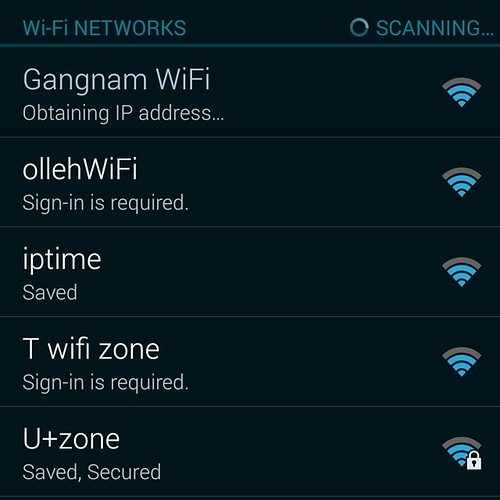 Wi-Fi NETWORKS SCANNING…
Gangnam WiFi
Obtaining IP address…
ollehWiFi
Sign-in is required.
iptime
Saved
T wifi zone
Sign-in is required.
U+zone
Saved, Secured